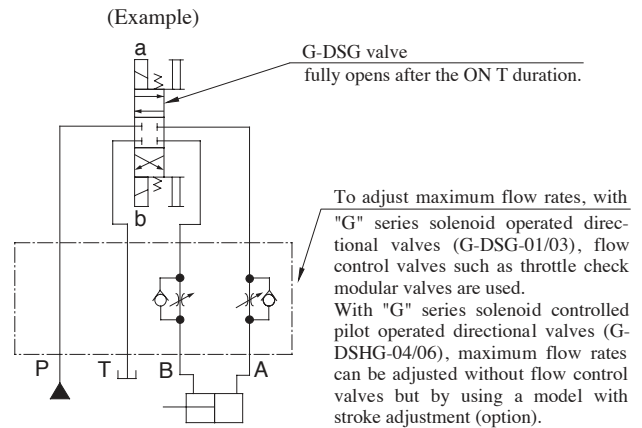 (Example)
a
G-DSG valve
fully opens after the ON T duration.
b
To adjust maximum flow rates, with
"G" series solenoid operated direc-
tional valves (G-DSG-01/03), flow
control valves such as throttle check
modular valves are used.
With "G" series solenoid controlled
pilot operated directional valves (G-
DSHG-04/06), maximum flow rates
can be adjusted without flow control
valves but by using a model with
stroke adjustment (option).
P T B A